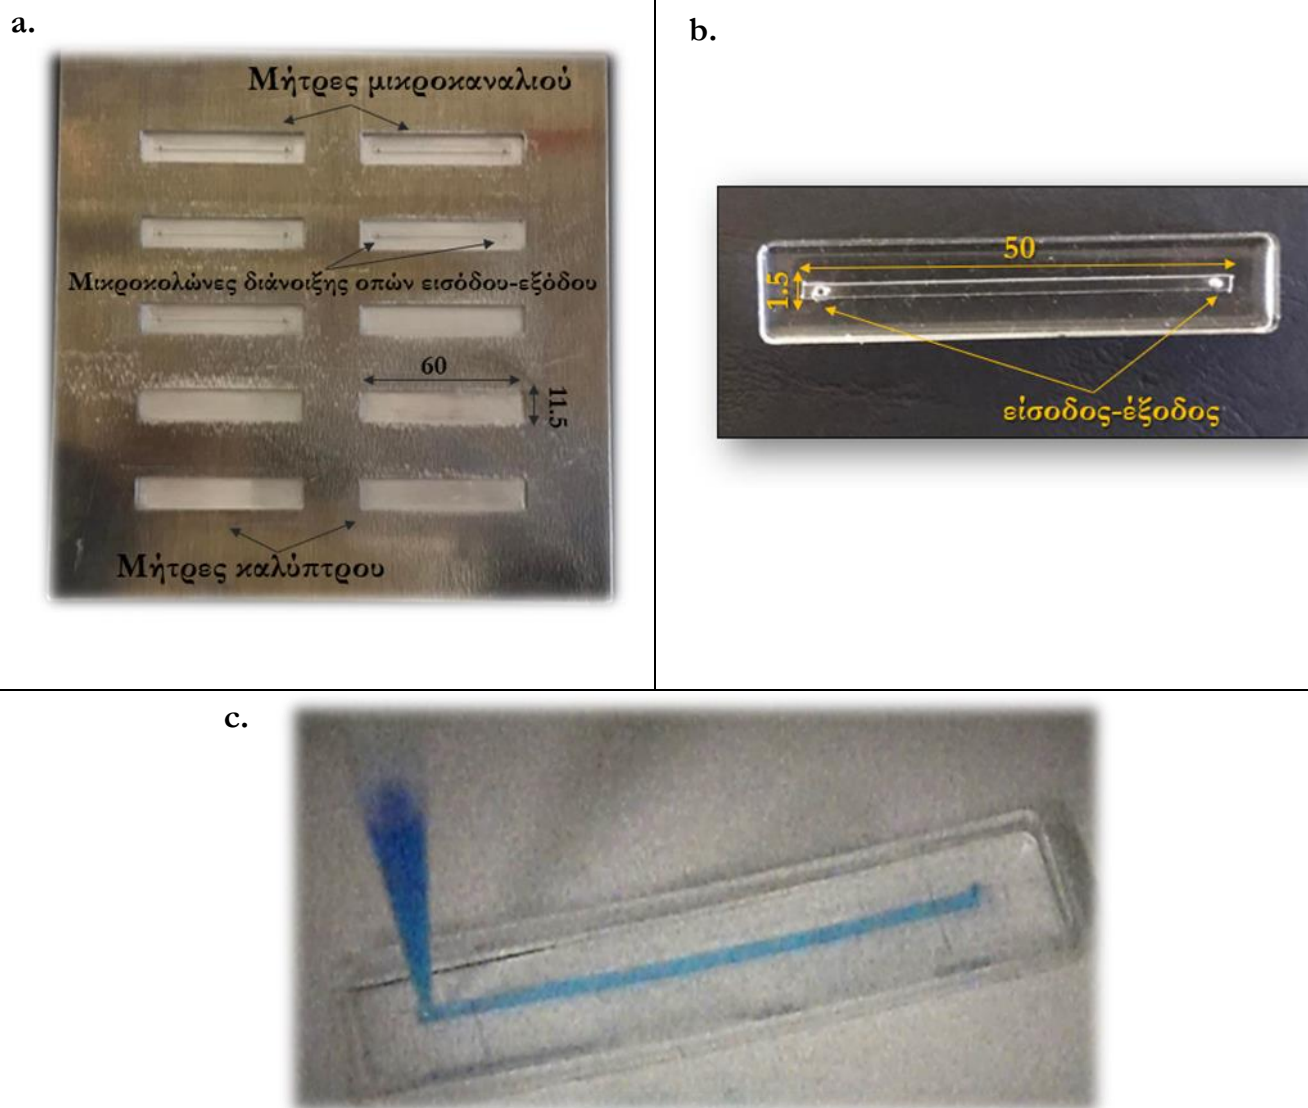 a.
Μήτρες μικροκαναλιού
Μικροκολώνες διάνοιξης οπών εισόδου-εξόδου
60
11.5
Μήτρες καλύπτρου
b.
50
1.5
είσοδος-έξοδος
c.